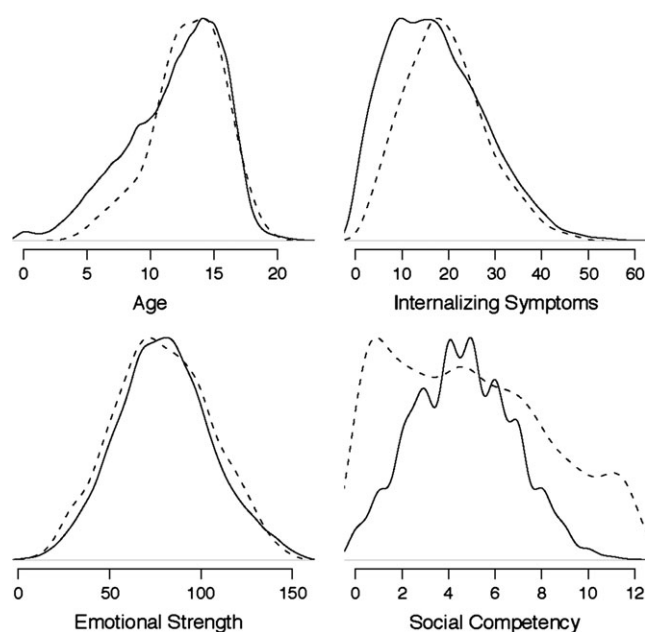 0 5 10 15 20
Age
0 10 20 30 40 50 60
Internalizing Symptoms
0 50 100 150
Emotional Strength
0 2 4 6 8 10 12
Social Competency